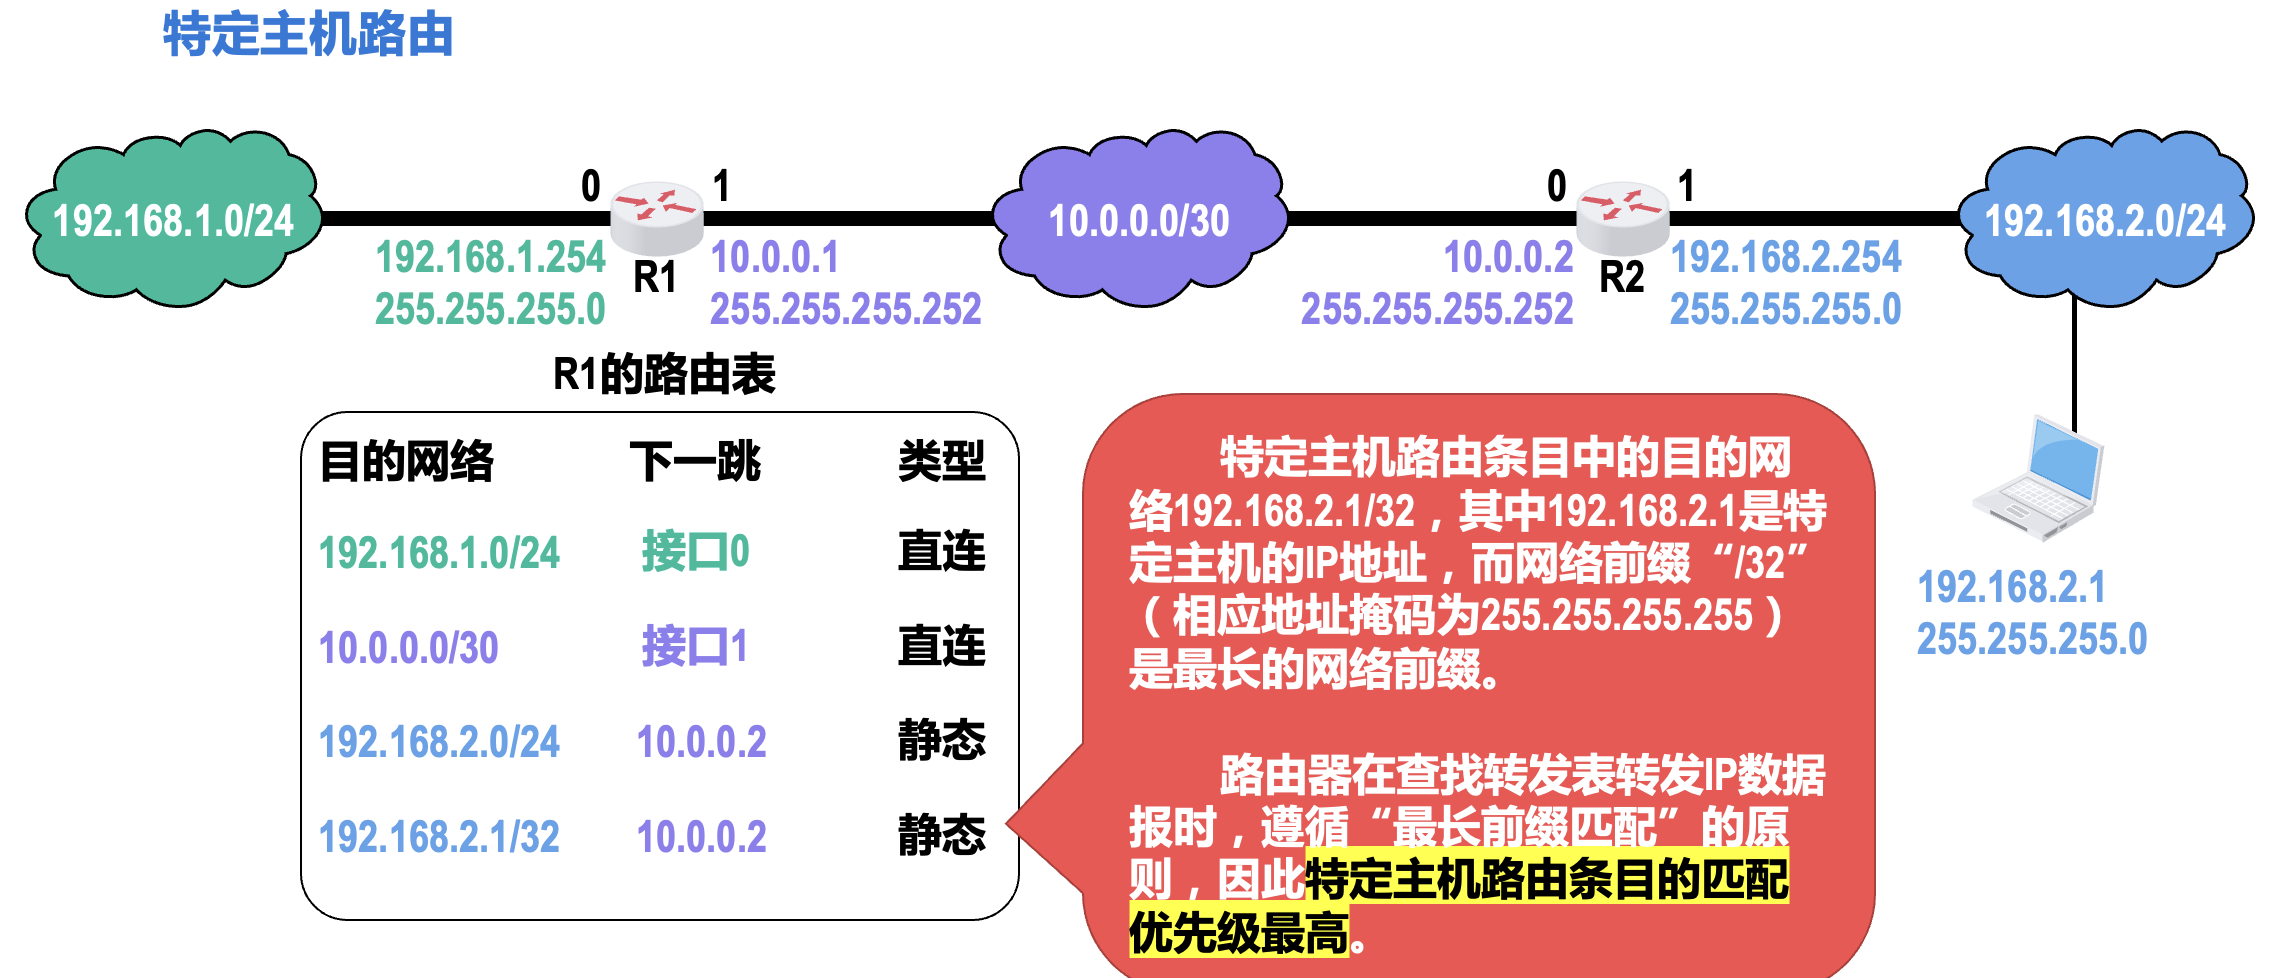 特定主机路由
0 1 0 1
192.168.1.0/24 10.0.0.0/30 192.168.2.0/24
192.168.1.254 R1 10.0.0.1 10.0.0.2 R2 192.168.2.254
255.255.255.0 255.255.255.252 255.255.255.252 255.255.255.0
R1的路由表
目的网络 下一跳 类型
192.168.1.0/24 接口0 直连
10.0.0.0/30 接口1 直连
192.168.2.0/24 10.0.0.2 静态
192.168.2.1/32 10.0.0.2 静态
特定主机路由条目中的目的网
络192.168.2.1/32，其中192.168.2.1是特
定主机的IP地址，而网络前缀“/32”
（相应地址掩码为255.255.255.255）
是最长的网络前缀。
路由器在查找转发表转发IP数据
报时，遵循“最长前缀匹配”的原
则，因此特定主机路由条目的匹配
优先级最高。
192.168.2.1
255.255.255.0